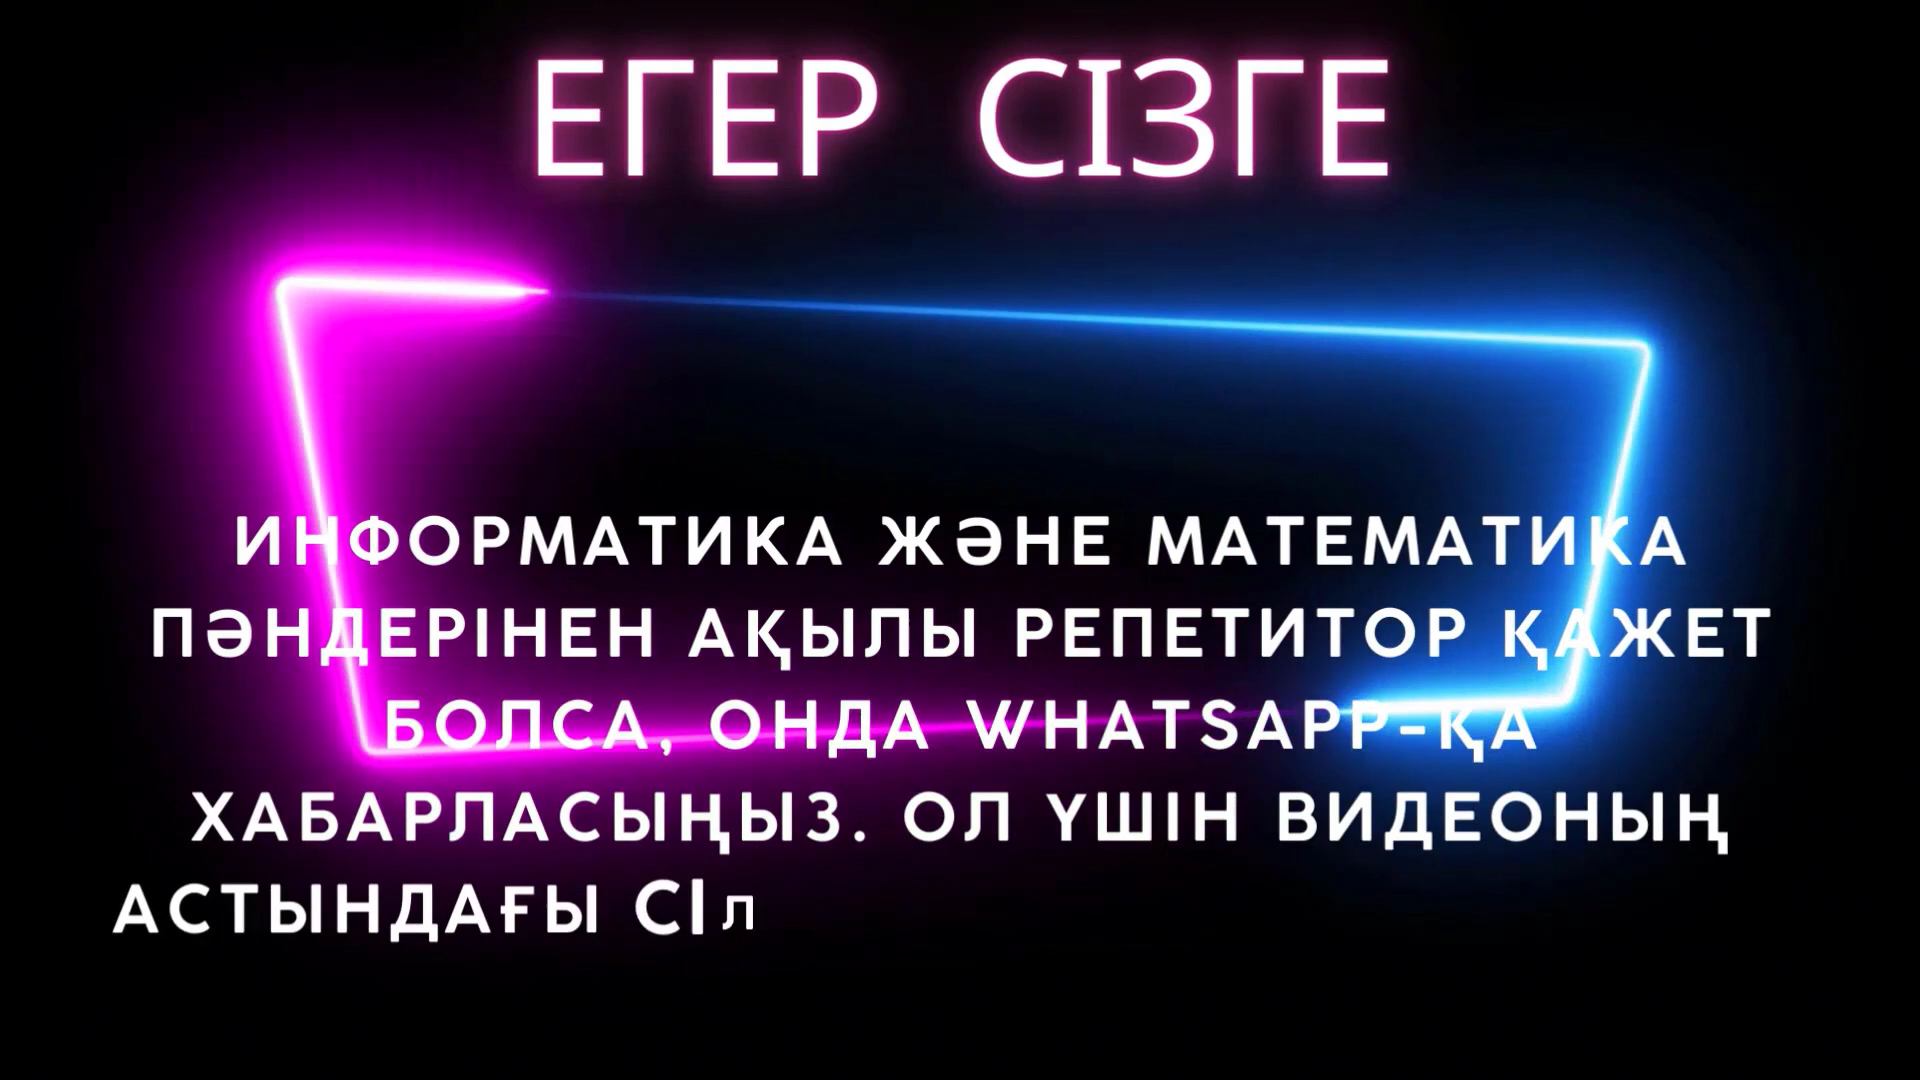 ЕГЕР СІЗГЕ
ИНФОРМАТИКА ЖӘНЕ МАТЕМАТИКА
ПӘНДЕРІНЕН АҚЫЛЫ РЕПЕТИТОР ҚАЖЕТ
БОЛСА, ОНДА WHATSAPP-ҚА
ХАБАРЛАСЫҢЫЗ. ОЛ ҮШІН ВИДЕОНЫҢ
АСТЫНДАҒЫ СІЛ